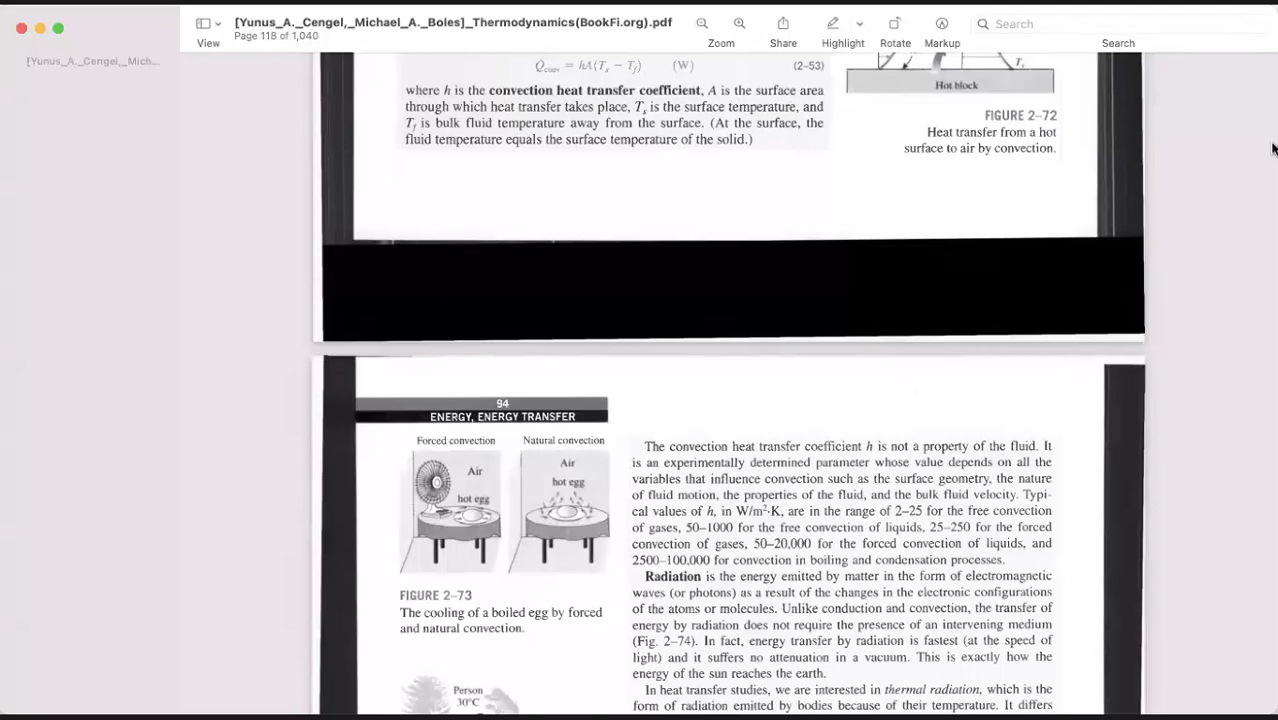 [Yunus_A._Cengel,_Michael_A._Boles]_Thermodynamics(BookFi.org).pdf
Page 118 of 1,040
View
Zoom
Share
Highlight
Rotate
Markup
Search
Search
[Yunus_A._Cengel,_Mich...
Q̇conv = hA(Ts − Tf) (W) (2–53)
where h is the convection heat transfer coefficient, A is the surface area
through which heat transfer takes place, Ts is the surface temperature, and
Tf is bulk fluid temperature away from the surface. (At the surface, the
fluid temperature equals the surface temperature of the solid.)
Ts
Hot block
FIGURE 2–72
Heat transfer from a hot
surface to air by convection.
94
ENERGY, ENERGY TRANSFER
Forced convection
Natural convection
Air
hot egg
Air
hot egg
FIGURE 2–73
The cooling of a boiled egg by forced
and natural convection.
Person
30°C
The convection heat transfer coefficient h is not a property of the fluid. It
is an experimentally determined parameter whose value depends on all the
variables that influence convection such as the surface geometry, the nature
of fluid motion, the properties of the fluid, and the bulk fluid velocity. Typi-
cal values of h, in W/m²·K, are in the range of 2–25 for the free convection
of gases, 50–1000 for the free convection of liquids, 25–250 for the forced
convection of gases, 50–20,000 for the forced convection of liquids, and
2500–100,000 for convection in boiling and condensation processes.
Radiation is the energy emitted by matter in the form of electromagnetic
waves (or photons) as a result of the changes in the electronic configurations
of the atoms or molecules. Unlike conduction and convection, the transfer of
energy by radiation does not require the presence of an intervening medium
(Fig. 2–74). In fact, energy transfer by radiation is fastest (at the speed of
light) and it suffers no attenuation in a vacuum. This is exactly how the
energy of the sun reaches the earth.
In heat transfer studies, we are interested in thermal radiation, which is the
form of radiation emitted by bodies because of their temperature. It differs